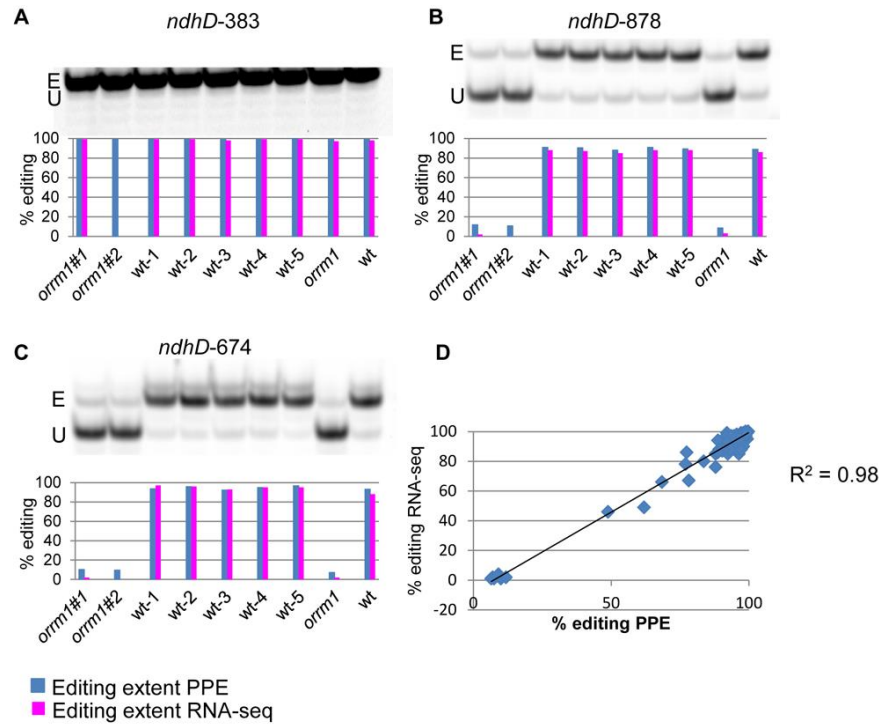 A
ndhD-383
E
U
% editing
100
80
60
40
20
0
orrm1#1
orrm1#2
wt-1
wt-2
wt-3
wt-4
wt-5
orrm1
wt
B
ndhD-878
E
U
% editing
100
80
60
40
20
0
orrm1#1
orrm1#2
wt-1
wt-2
wt-3
wt-4
wt-5
orrm1
wt
C
ndhD-674
E
U
% editing
100
80
60
40
20
0
orrm1#1
orrm1#2
wt-1
wt-2
wt-3
wt-4
wt-5
orrm1
wt
D
% editing RNA-seq
100
80
60
40
20
0
-20
0
50
100
% editing PPE
R² = 0.98
Editing extent PPE
Editing extent RNA-seq